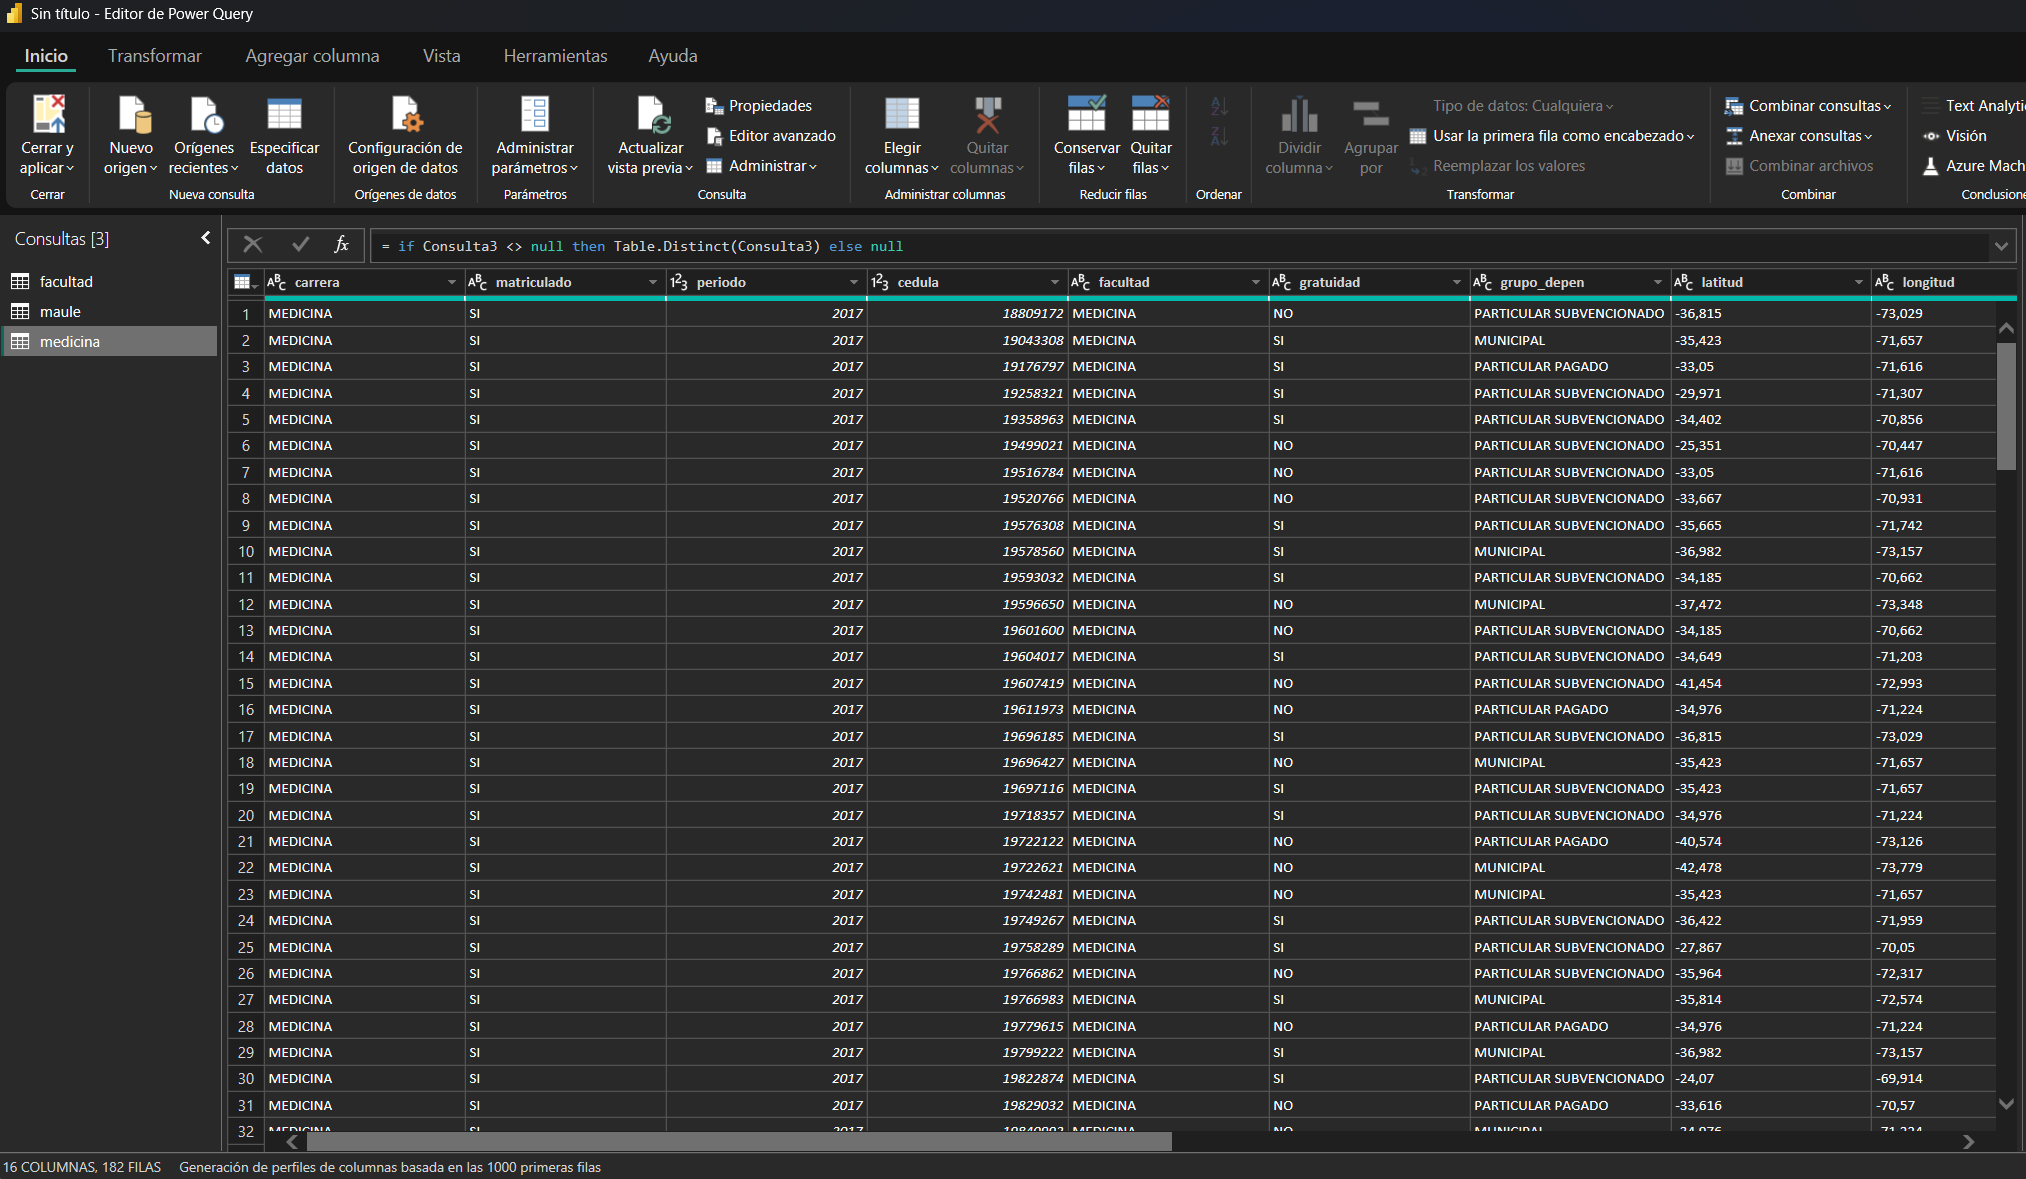 Sin título - Editor de Power Query
Inicio Transformar Agregar columna Vista Herramientas Ayuda
Cerrar y aplicar
Cerrar
Nuevo origen
Orígenes recientes
Especificar datos
Nueva consulta
Configuración de origen de datos
Orígenes de datos
Administrar parámetros
Parámetros
Actualizar vista previa
Propiedades
Editor avanzado
Administrar
Consulta
Elegir columnas
Quitar columnas
Administrar columnas
Conservar filas
Quitar filas
Reducir filas
Ordenar
Dividir columna
Agrupar por
Tipo de datos: Cualquiera
Usar la primera fila como encabezado
Reemplazar los valores
Transformar
Combinar consultas
Anexar consultas
Combinar archivos
Combinar
Text Analyti
Visión
Azure Mach
Conclusione
Consultas [3]
facultad
maule
medicina
fx = if Consulta3 <> null then Table.Distinct(Consulta3) else null
ABC carrera ABC matriculado 123 periodo 123 cedula ABC facultad ABC gratuidad ABC grupo_depen ABC latitud ABC longitud
1 MEDICINA SI 2017 18809172 MEDICINA NO PARTICULAR SUBVENCIONADO -36,815 -73,029
2 MEDICINA SI 2017 19043308 MEDICINA SI MUNICIPAL -35,423 -71,657
3 MEDICINA SI 2017 19176797 MEDICINA SI PARTICULAR PAGADO -33,05 -71,616
4 MEDICINA SI 2017 19258321 MEDICINA SI PARTICULAR SUBVENCIONADO -29,971 -71,307
5 MEDICINA SI 2017 19358963 MEDICINA SI PARTICULAR SUBVENCIONADO -34,402 -70,856
6 MEDICINA SI 2017 19499021 MEDICINA NO PARTICULAR SUBVENCIONADO -25,351 -70,447
7 MEDICINA SI 2017 19516784 MEDICINA NO PARTICULAR SUBVENCIONADO -33,05 -71,616
8 MEDICINA SI 2017 19520766 MEDICINA NO PARTICULAR SUBVENCIONADO -33,667 -70,931
9 MEDICINA SI 2017 19576308 MEDICINA SI PARTICULAR SUBVENCIONADO -35,665 -71,742
10 MEDICINA SI 2017 19578560 MEDICINA SI MUNICIPAL -36,982 -73,157
11 MEDICINA SI 2017 19593032 MEDICINA SI PARTICULAR SUBVENCIONADO -34,185 -70,662
12 MEDICINA SI 2017 19596650 MEDICINA NO MUNICIPAL -37,472 -73,348
13 MEDICINA SI 2017 19601600 MEDICINA NO PARTICULAR SUBVENCIONADO -34,185 -70,662
14 MEDICINA SI 2017 19604017 MEDICINA SI PARTICULAR SUBVENCIONADO -34,649 -71,203
15 MEDICINA SI 2017 19607419 MEDICINA NO PARTICULAR SUBVENCIONADO -41,454 -72,993
16 MEDICINA SI 2017 19611973 MEDICINA NO PARTICULAR PAGADO -34,976 -71,224
17 MEDICINA SI 2017 19696185 MEDICINA SI PARTICULAR SUBVENCIONADO -36,815 -73,029
18 MEDICINA SI 2017 19696427 MEDICINA NO MUNICIPAL -35,423 -71,657
19 MEDICINA SI 2017 19697116 MEDICINA SI PARTICULAR SUBVENCIONADO -35,423 -71,657
20 MEDICINA SI 2017 19718357 MEDICINA SI PARTICULAR SUBVENCIONADO -34,976 -71,224
21 MEDICINA SI 2017 19722122 MEDICINA NO PARTICULAR PAGADO -40,574 -73,126
22 MEDICINA SI 2017 19722621 MEDICINA NO MUNICIPAL -42,478 -73,779
23 MEDICINA SI 2017 19742481 MEDICINA NO MUNICIPAL -35,423 -71,657
24 MEDICINA SI 2017 19749267 MEDICINA SI PARTICULAR SUBVENCIONADO -36,422 -71,959
25 MEDICINA SI 2017 19758289 MEDICINA SI PARTICULAR SUBVENCIONADO -27,867 -70,05
26 MEDICINA SI 2017 19766862 MEDICINA NO PARTICULAR SUBVENCIONADO -35,964 -72,317
27 MEDICINA SI 2017 19766983 MEDICINA SI MUNICIPAL -35,814 -72,574
28 MEDICINA SI 2017 19779615 MEDICINA NO PARTICULAR PAGADO -34,976 -71,224
29 MEDICINA SI 2017 19799222 MEDICINA SI MUNICIPAL -36,982 -73,157
30 MEDICINA SI 2017 19822874 MEDICINA SI PARTICULAR SUBVENCIONADO -24,07 -69,914
31 MEDICINA SI 2017 19829032 MEDICINA NO PARTICULAR PAGADO -33,616 -70,57
32 MEDICINA SI 2017 MEDICINA NO MUNICIPAL
16 COLUMNAS, 182 FILAS Generación de perfiles de columnas basada en las 1000 primeras filas